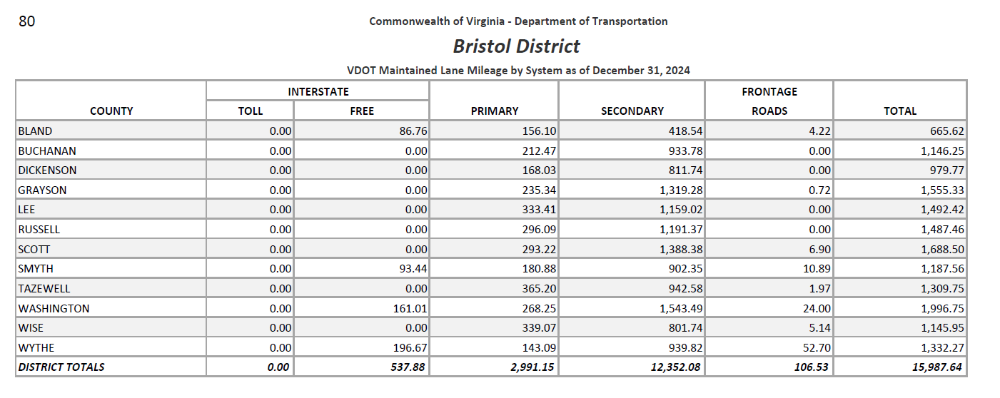 80
Commonwealth of Virginia - Department of Transportation
Bristol District
VDOT Maintained Lane Mileage by System as of December 31, 2024
INTERSTATE FRONTAGE
COUNTY TOLL FREE PRIMARY SECONDARY ROADS TOTAL
BLAND 0.00 86.76 156.10 418.54 4.22 665.62
BUCHANAN 0.00 0.00 212.47 933.78 0.00 1,146.25
DICKENSON 0.00 0.00 168.03 811.74 0.00 979.77
GRAYSON 0.00 0.00 235.34 1,319.28 0.72 1,555.33
LEE 0.00 0.00 333.41 1,159.02 0.00 1,492.42
RUSSELL 0.00 0.00 296.09 1,191.37 0.00 1,487.46
SCOTT 0.00 0.00 293.22 1,388.38 6.90 1,688.50
SMYTH 0.00 93.44 180.88 902.35 10.89 1,187.56
TAZEWELL 0.00 0.00 365.20 942.58 1.97 1,309.75
WASHINGTON 0.00 161.01 268.25 1,543.49 24.00 1,996.75
WISE 0.00 0.00 339.07 801.74 5.14 1,145.95
WYTHE 0.00 196.67 143.09 939.82 52.70 1,332.27
DISTRICT TOTALS 0.00 537.88 2,991.15 12,352.08 106.53 15,987.64